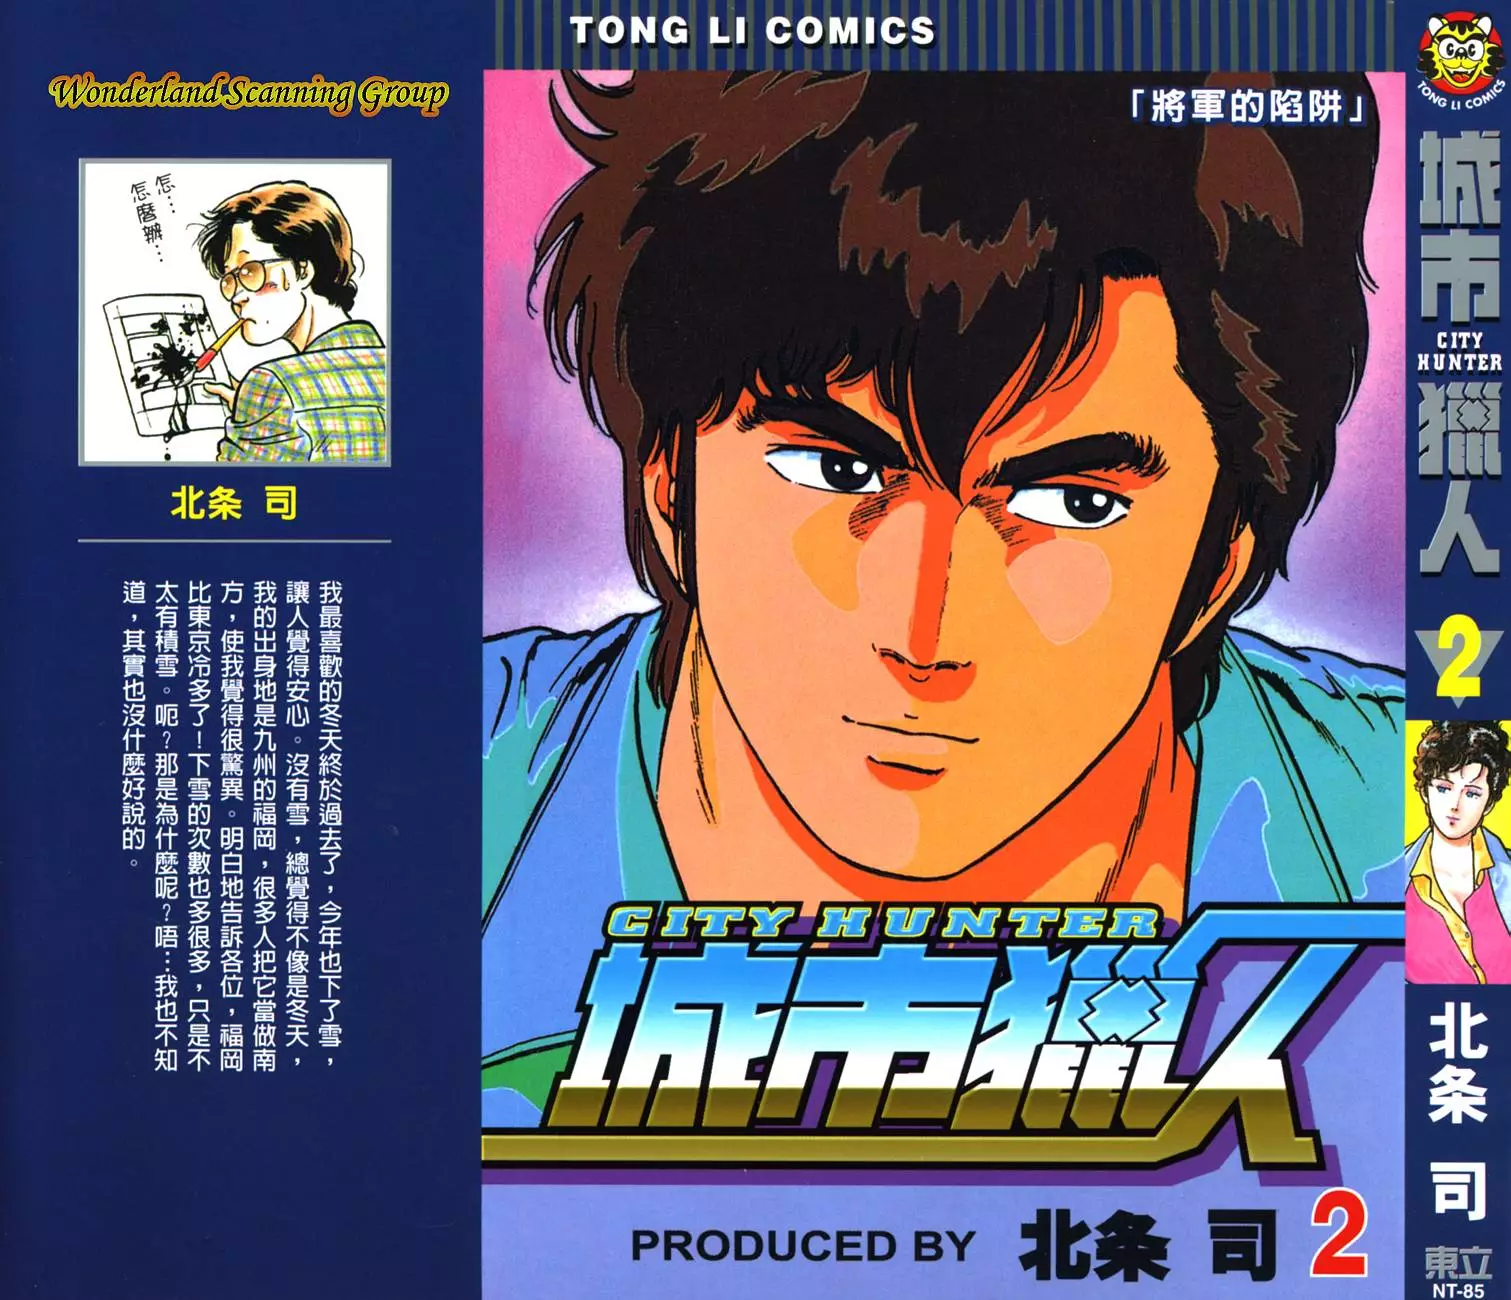 Wonderland Scanning Group
怎…
怎麼辦…
北条 司
我最喜歡的冬天終於過去了，今年也下了雪，
讓人覺得安心。沒有雪，總覺得不像是冬天，
我的出身地是九州的福岡，很多人把它當做南
方，使我覺得很驚異。明白地告訴各位，福岡
比東京冷多了！下雪的次數也多很多，只是不
太有積雪。呃？那是為什麼呢？唔…我也不知
道，其實也沒什麼好說的。
TONG LI COMICS
「將軍的陷阱」
CITY HUNTER
城市獵人
PRODUCED BY 北条 司 2
TONG LI COMICS
城市
CITY
HUNTER
獵人
2
北条 司
東立
NT-85